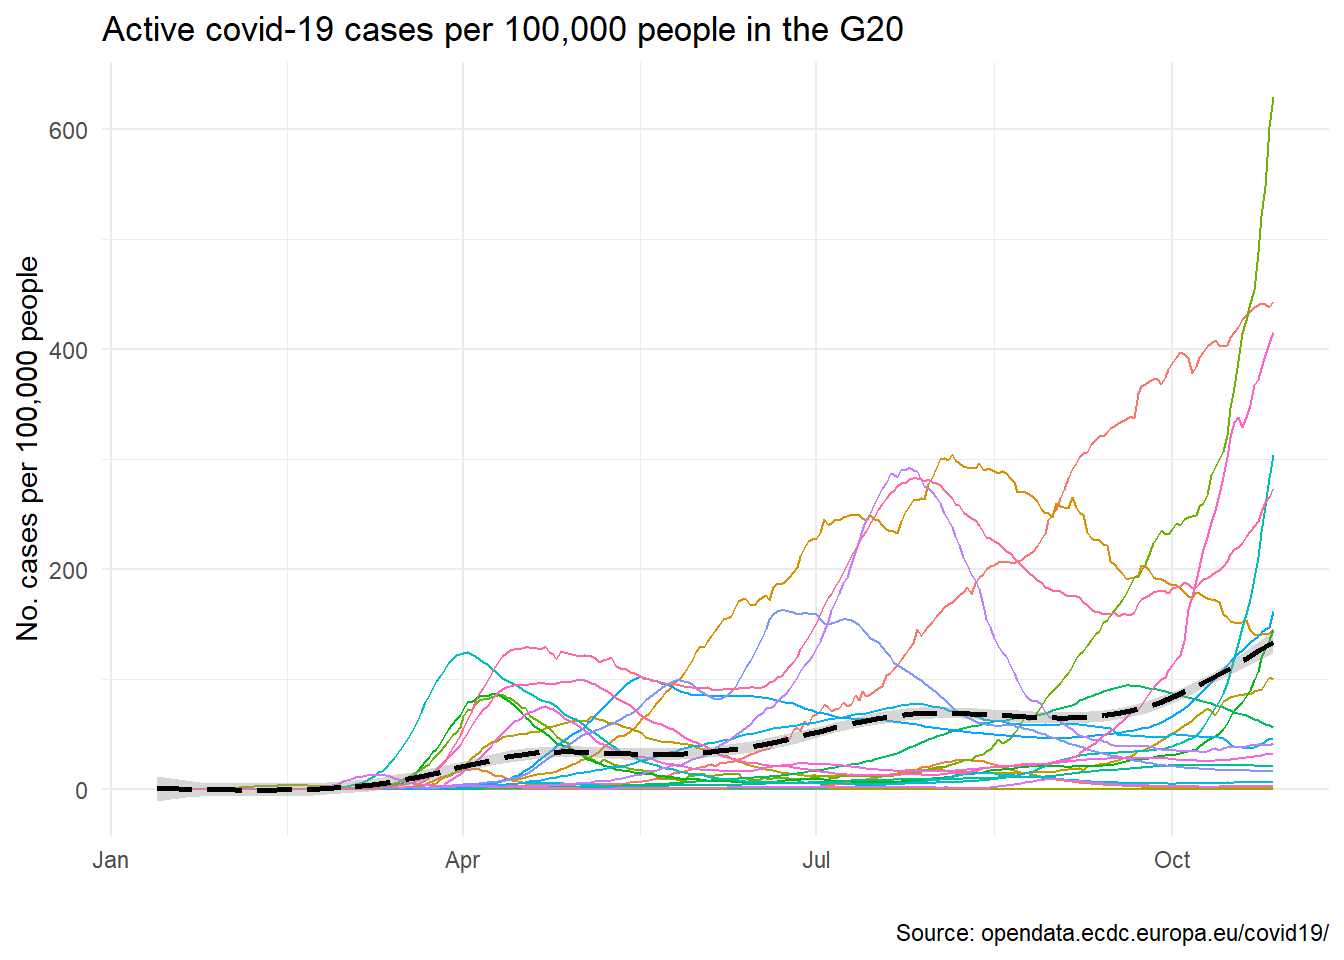 Active covid-19 cases per 100,000 people in the G20
No. cases per 100,000 people
600
400
200
0
Jan Apr Jul Oct
Source: opendata.ecdc.europa.eu/covid19/